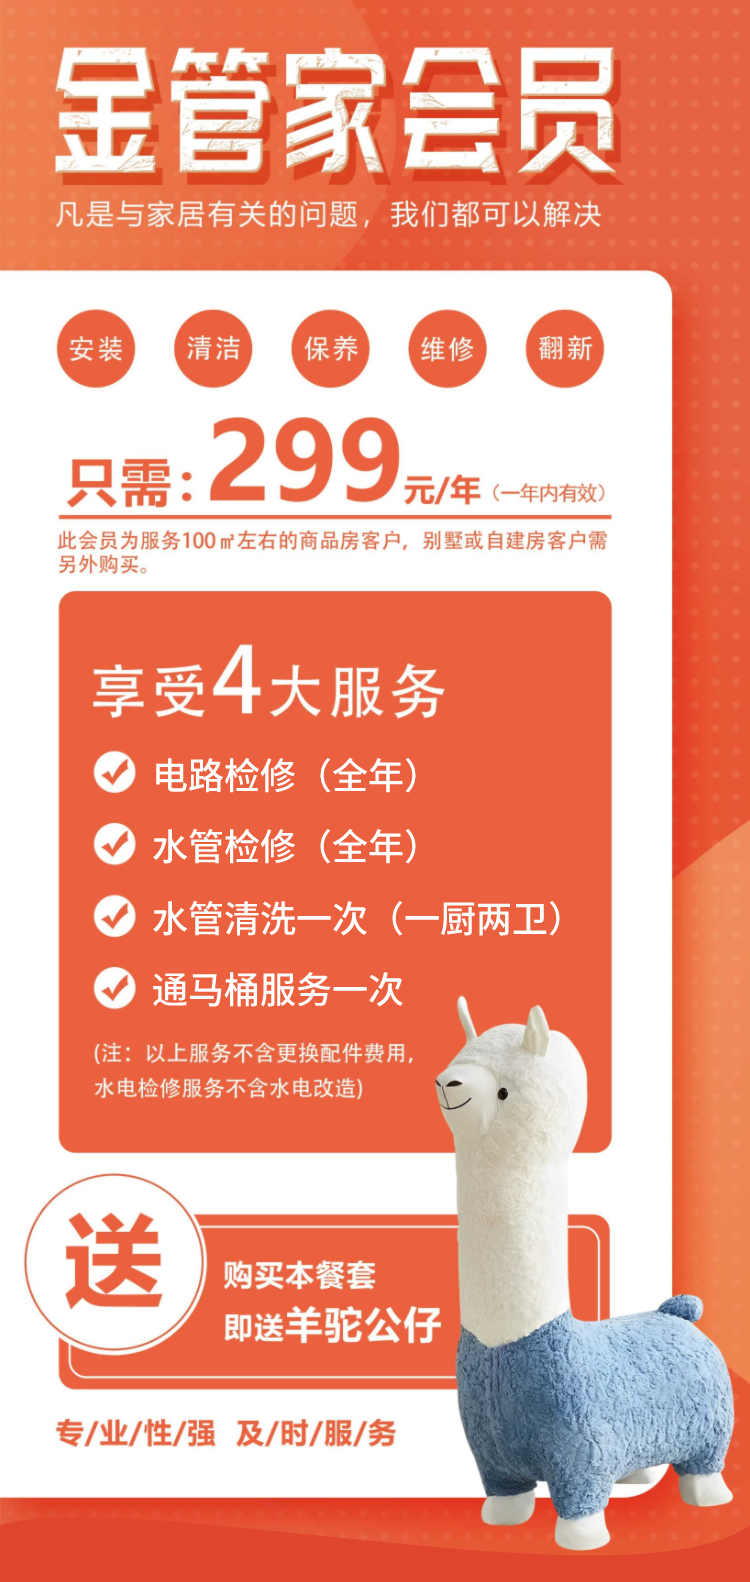 金管家会员
凡是与家居有关的问题，我们都可以解决
安装 清洁 保养 维修 翻新
只需：299元/年（一年内有效）
此会员为服务100㎡左右的商品房客户，别墅或自建房客户需
另外购买。
享受4大服务
电路检修（全年）
水管检修（全年）
水管清洗一次（一厨两卫）
通马桶服务一次
(注：以上服务不含更换配件费用，
水电检修服务不含水电改造)
送
购买本餐套
即送羊驼公仔
专/业/性/强 及/时/服/务